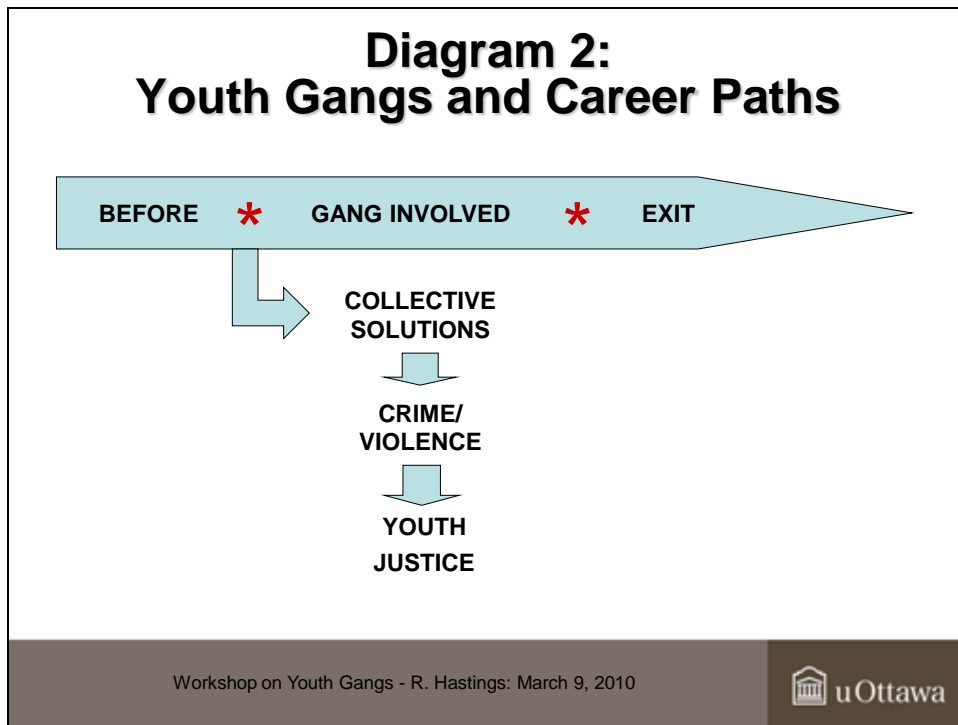 Diagram 2:
Youth Gangs and Career Paths
BEFORE * GANG INVOLVED * EXIT
COLLECTIVE
SOLUTIONS
CRIME/
VIOLENCE
YOUTH
JUSTICE
Workshop on Youth Gangs - R. Hastings: March 9, 2010
uOttawa